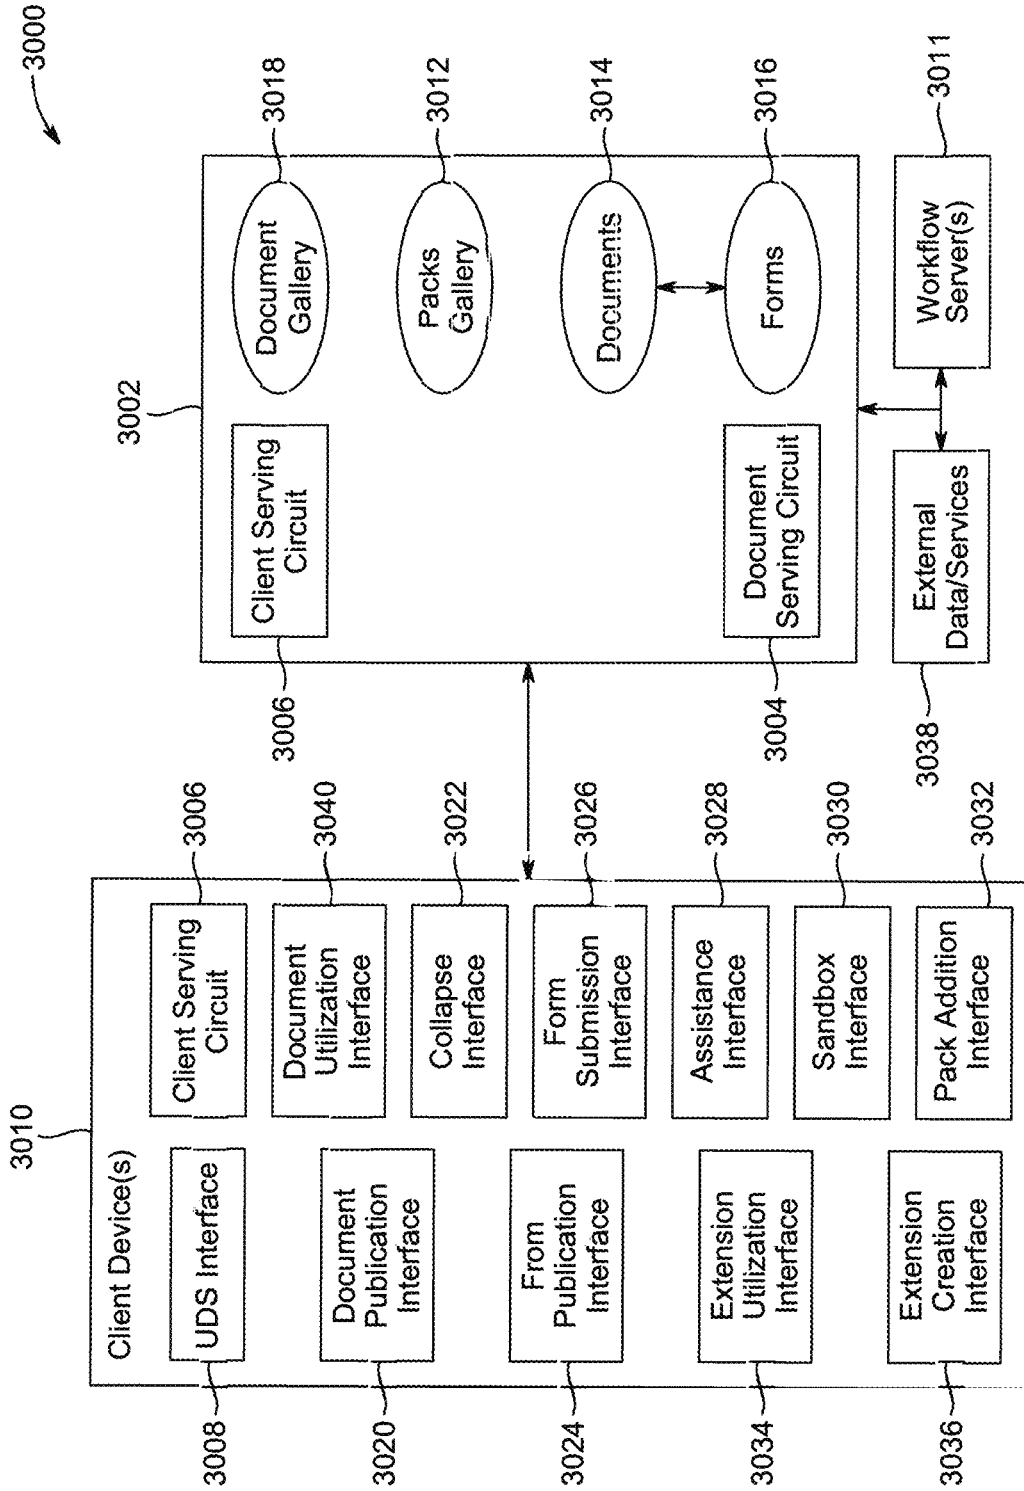 3000
3010
Client Device(s)
3008
UDS Interface
Client Serving
Circuit
3006
3020
Document
Publication
Interface
Document
Utilization
Interface
3040
Collapse
Interface
3022
3024
From
Publication
Interface
Form
Submission
Interface
3026
3034
Extension
Utilization
Interface
Assistance
Interface
3028
Sandbox
Interface
3030
3036
Extension
Creation
Interface
Pack Addition
Interface
3032
3002
3006
Client Serving
Circuit
Document
Gallery
3018
Packs
Gallery
3012
Documents
3014
3004
Document
Serving Circuit
Forms
3016
3038
External
Data/Services
Workflow
Server(s)
3011